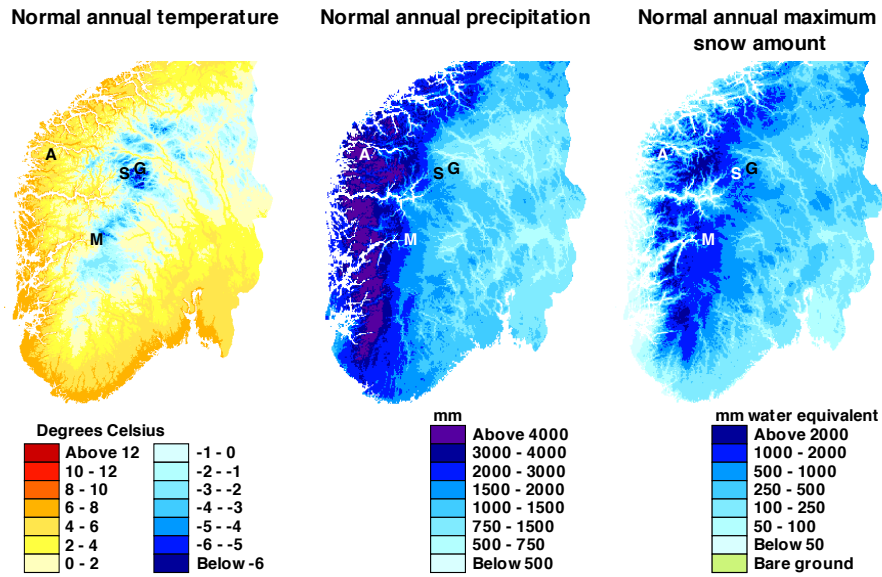 Normal annual temperature
Normal annual precipitation
Normal annual maximum
snow amount
A
S G
M
A
S G
M
A
S G
M
Degrees Celsius
Above 12
10 - 12
8 - 10
6 - 8
4 - 6
2 - 4
0 - 2
-1 - 0
-2 - -1
-3 - -2
-4 - -3
-5 - -4
-6 - -5
Below -6
mm
Above 4000
3000 - 4000
2000 - 3000
1500 - 2000
1000 - 1500
750 - 1500
500 - 750
Below 500
mm water equivalent
Above 2000
1000 - 2000
500 - 1000
250 - 500
100 - 250
50 - 100
Below 50
Bare ground